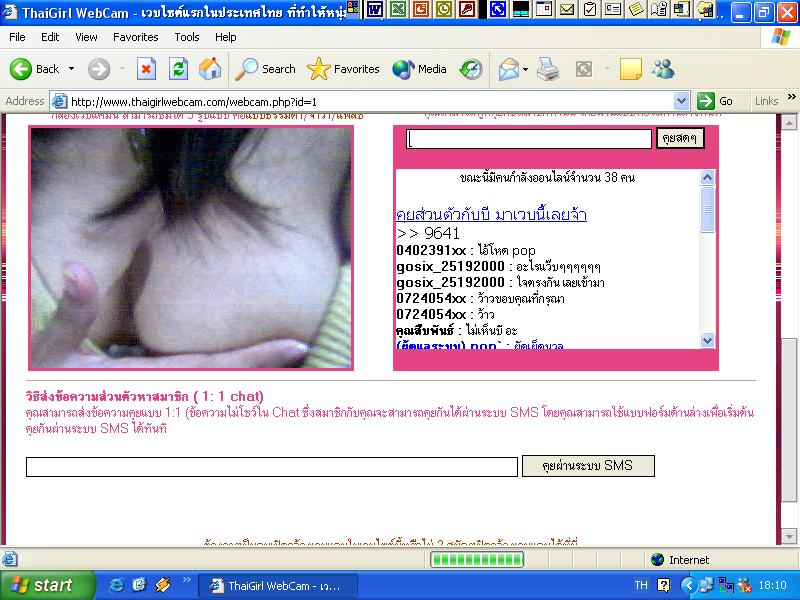 ThaiGirl WebCam - เวบไซต์แรกในประเทศไทย ที่ทำให้หนุ่ม
File Edit View Favorites Tools Help
Back Search Favorites Media
Address http://www.thaigirlwebcam.com/webcam.php?id=1 Go Links
คุยสดๆ
ขณะนี้มีคนกำลังออนไลน์จำนวน 38 คน
คุยส่วนตัวกับบี มาเวบนี้เลยจ้า
>> 9641
0402391xx : ไอ้โหด pop
gosix_25192000 : อะไรแว๊บๆๆๆๆๆๆ
gosix_25192000 : ใจตรงกัน เลยเข้ามา
0724054xx : ว้าวขอบคุณที่กรุณา
0724054xx : ว้าว
คุณสืบพันธ์ : ไม่เห็นบี อะ
(ผู้ดูแลระบบ) pop` :
วิธีส่งข้อความส่วนตัวหาสมาชิก ( 1: 1 chat)
คุณสามารถส่งข้อความคุยแบบ 1:1 (ข้อความไม่โชว์ใน Chat ซึ่งสมาชิกกับคุณจะสามารถคุยกันได้ผ่านระบบ SMS โดยคุณสามารถใช้แบบฟอร์มด้านล่างเพื่อเริ่มต้น
คุยกันผ่านระบบ SMS ได้ทันที
คุยผ่านระบบ SMS
Internet
start ThaiGirl WebCam - เว... TH 18:10